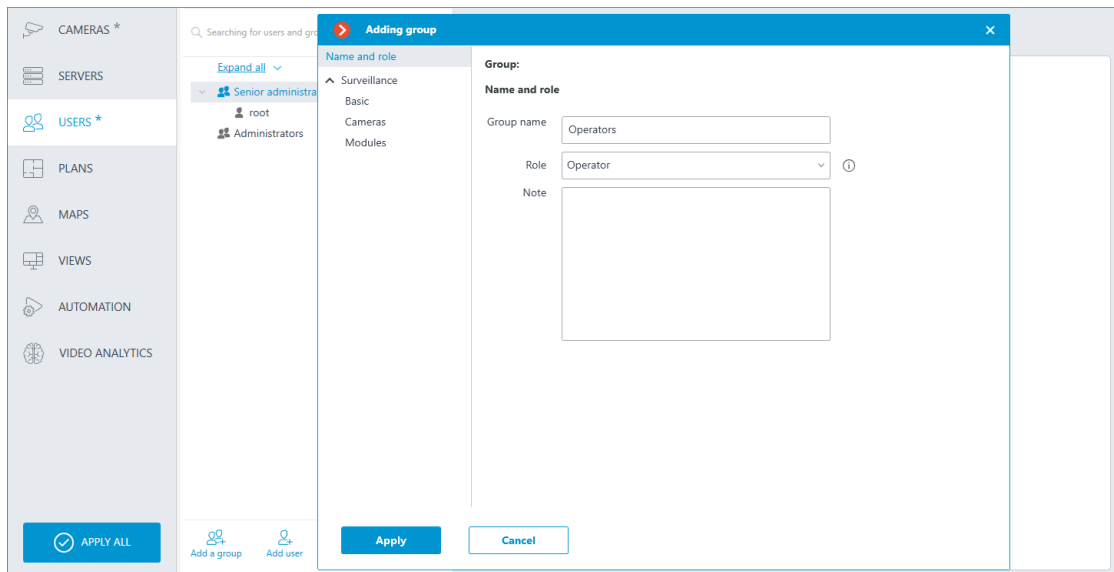 CAMERAS *
SERVERS
USERS *
PLANS
MAPS
VIEWS
AUTOMATION
VIDEO ANALYTICS
APPLY ALL
Searching for users and gro
Expand all
Senior administra
root
Administrators
Add a group
Add user
Adding group
Name and role
Surveillance
Basic
Cameras
Modules
Group:
Name and role
Group name
Operators
Role
Operator
Note
Apply
Cancel